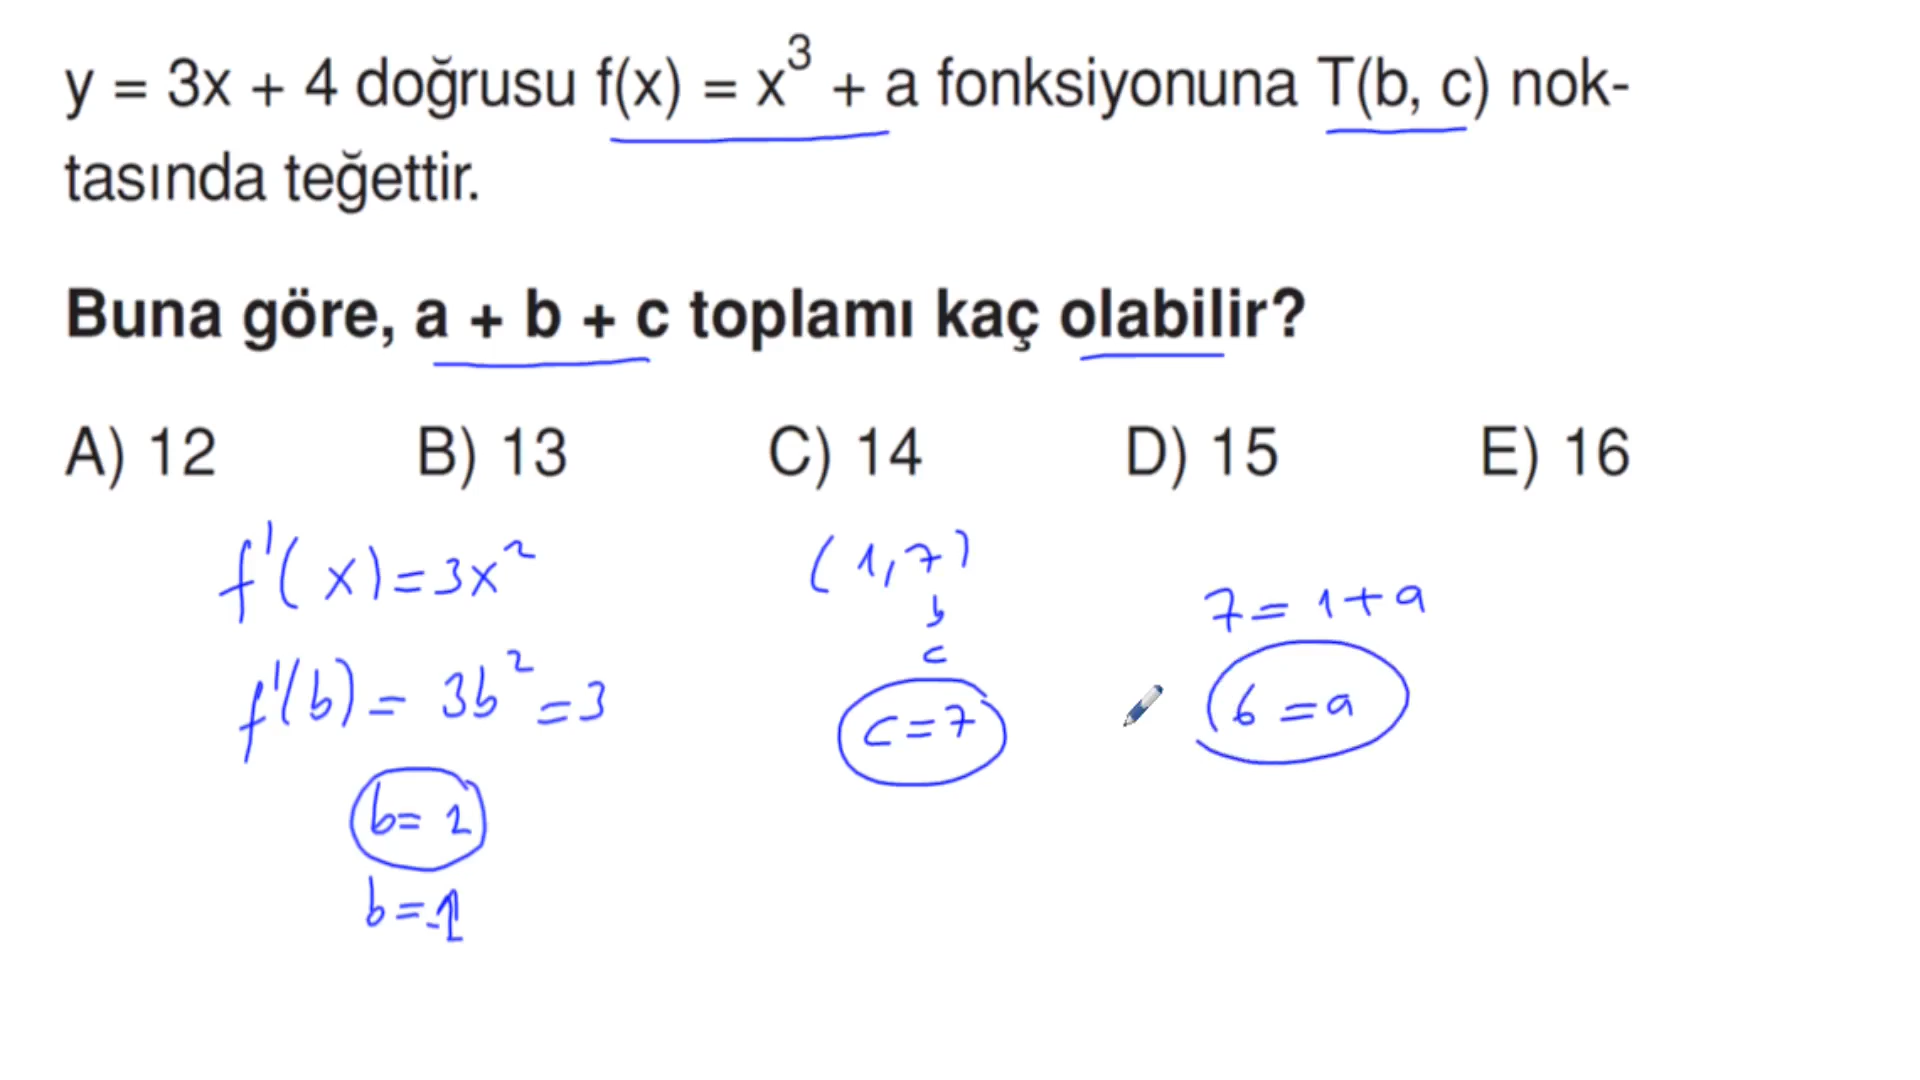 y = 3x + 4 doğrusu f(x) = x³ + a fonksiyonuna T(b, c) nok-
tasında teğettir.
Buna göre, a + b + c toplamı kaç olabilir?
A) 12 B) 13 C) 14 D) 15 E) 16
f'(x)=3x²
f'(b)= 3b²=3
b=1
b=-1
(1,7)
b
c
c=7
7=1+a
6=a